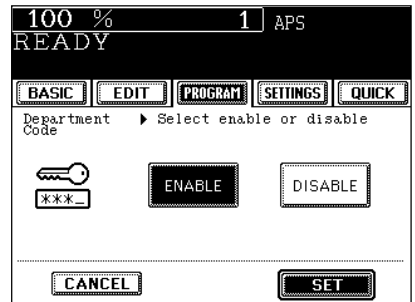 100 % 1 APS
READY
BASIC EDIT PROGRAM SETTINGS QUICK
Department ▶ Select enable or disable
Code
***_ ENABLE DISABLE
CANCEL SET